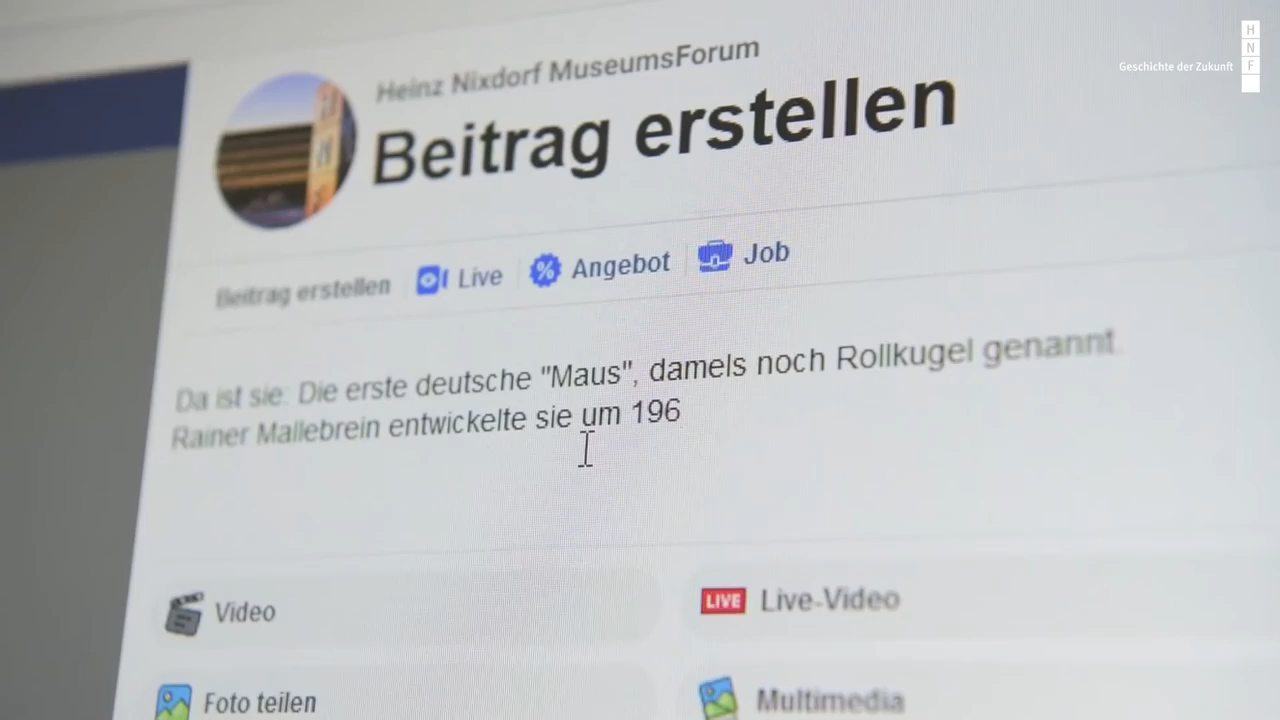 H
N
F
Geschichte der Zukunft
Heinz Nixdorf MuseumsForum
Beitrag erstellen
Beitrag erstellen Live Angebot Job
Da ist sie: Die erste deutsche "Maus", damels noch Rollkugel genannt.
Rainer Mallebrein entwickelte sie um 196
Video
LIVE Live-Video
Foto teilen
Multimedia